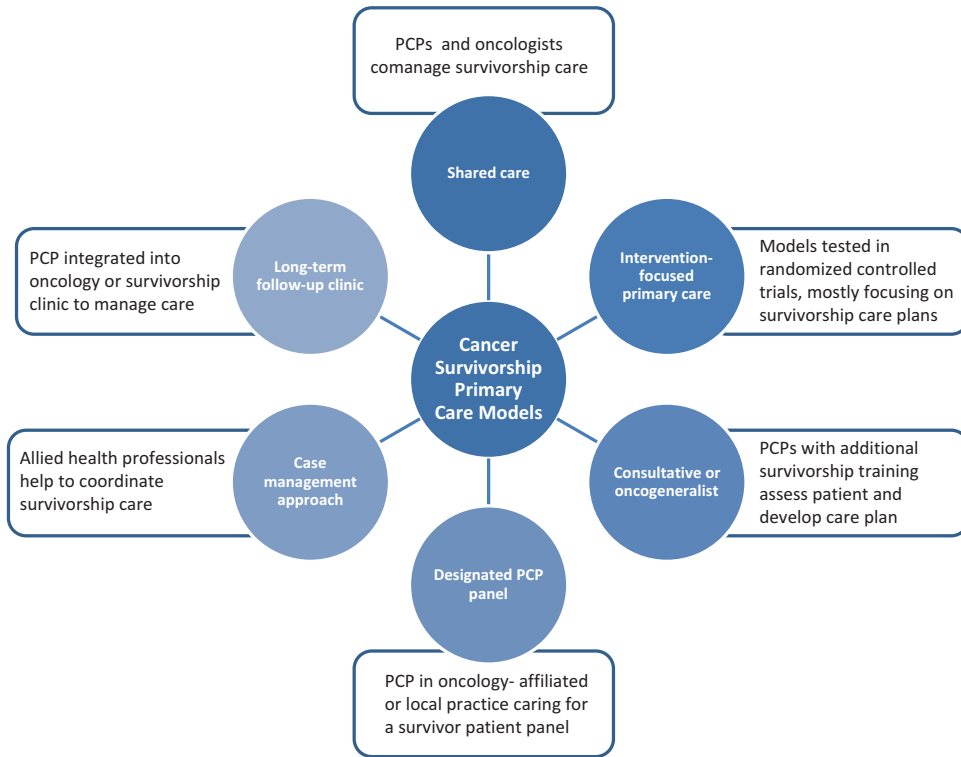 PCPs and oncologists
comanage survivorship care
Shared care
PCP integrated into
oncology or survivorship
clinic to manage care
Long-term
follow-up clinic
Intervention-
focused
primary care
Models tested in
randomized controlled
trials, mostly focusing on
survivorship care plans
Cancer
Survivorship
Primary
Care Models
Allied health professionals
help to coordinate
survivorship care
Case
management
approach
Consultative or
oncogeneralist
PCPs with additional
survivorship training
assess patient and
develop care plan
Designated PCP
panel
PCP in oncology- affiliated
or local practice caring for
a survivor patient panel